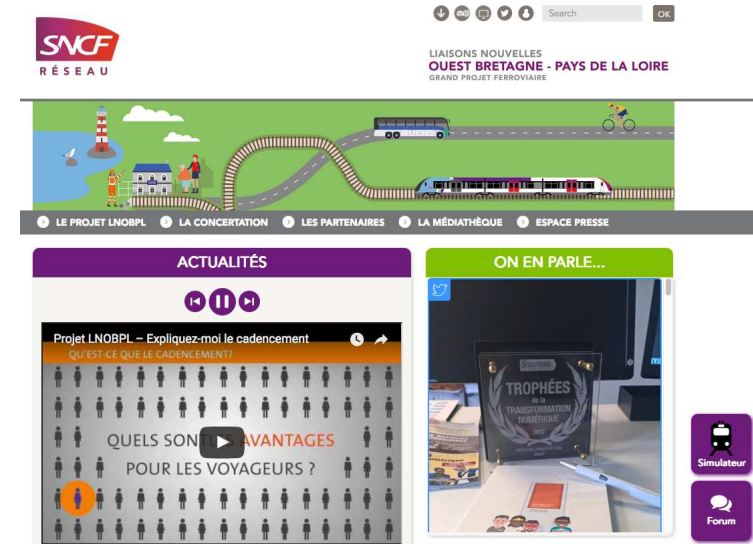 Search
OK
SNCF
RÉSEAU
LIAISONS NOUVELLES
OUEST BRETAGNE - PAYS DE LA LOIRE
GRAND PROJET FERROVIAIRE
LE PROJET LNOBPL
LA CONCERTATION
LES PARTENAIRES
LA MÉDIATHÈQUE
ESPACE PRESSE
ACTUALITÉS
Projet LNOBPL – Expliquez-moi le cadencement
QU'EST-CE QUE LE CADENCEMENT?
QUELS SONT AVANTAGES
POUR LES VOYAGEURS ?
ON EN PARLE...
SOLUTIONS
TROPHÉES
de la
TRANSFORMATION
NUMÉRIQUE
2017
Simulateur
Forum